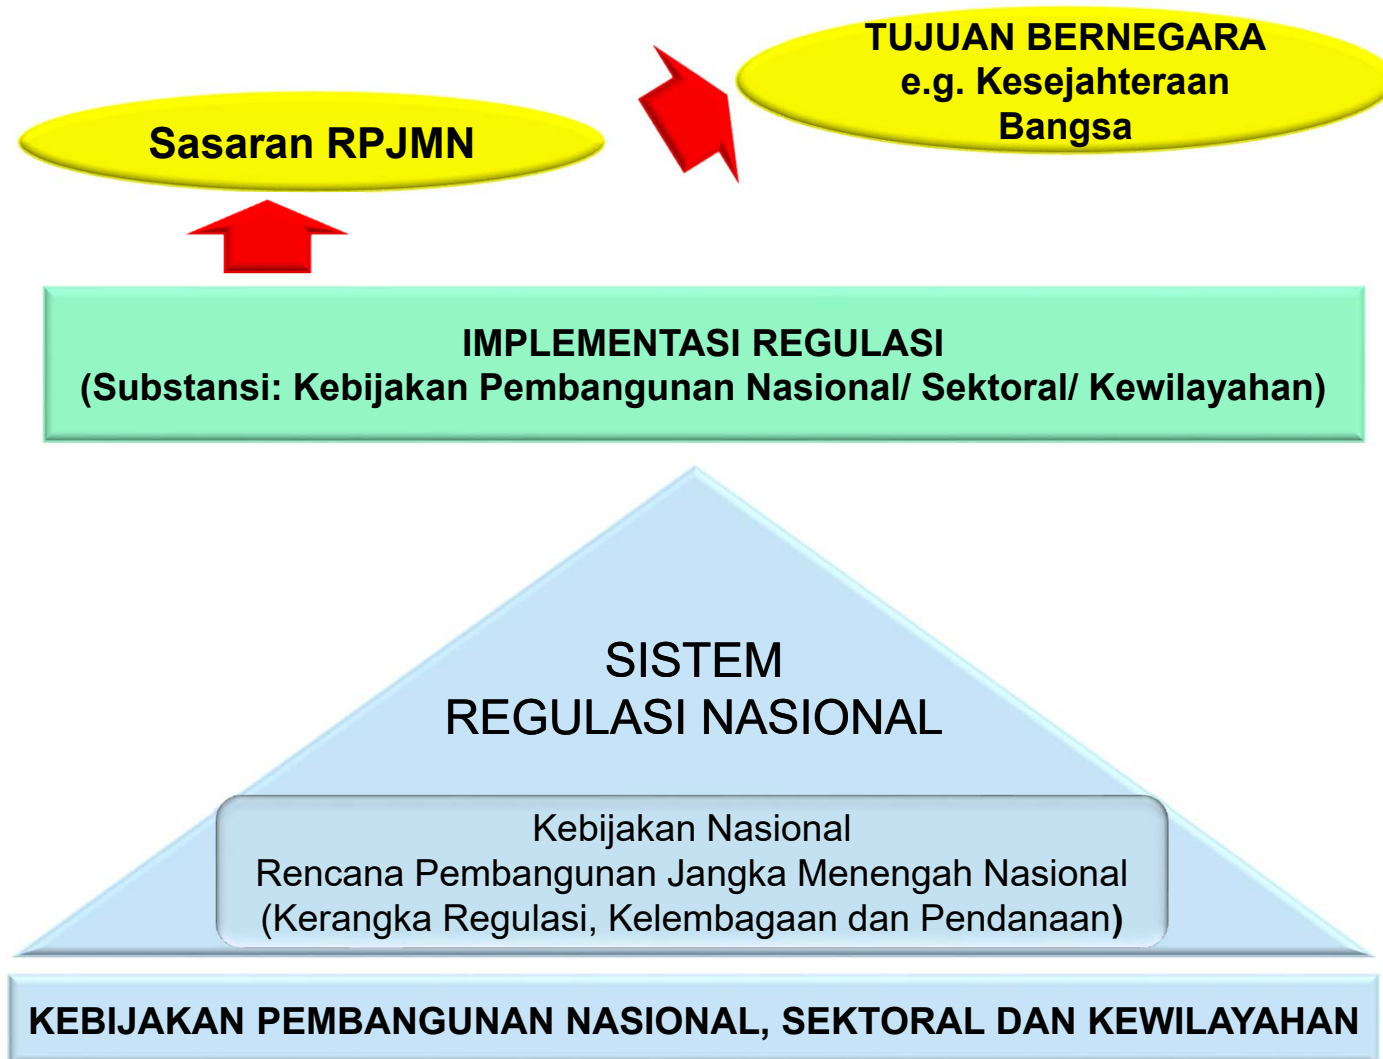 TUJUAN BERNEGARA
e.g. Kesejahteraan
Bangsa
Sasaran RPJMN
IMPLEMENTASI REGULASI
(Substansi: Kebijakan Pembangunan Nasional/ Sektoral/ Kewilayahan)
SISTEM
REGULASI NASIONAL
Kebijakan Nasional
Rencana Pembangunan Jangka Menengah Nasional
(Kerangka Regulasi, Kelembagaan dan Pendanaan)
KEBIJAKAN PEMBANGUNAN NASIONAL, SEKTORAL DAN KEWILAYAHAN